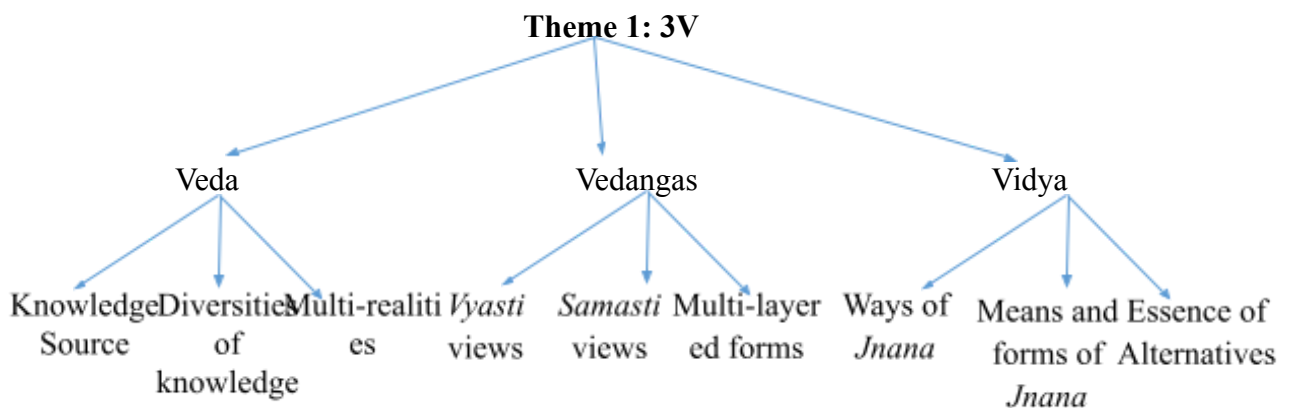 Theme 1: 3V
Veda
Vedangas
Vidya
Knowledge
Source
Diversities
of
knowledge
Multi-realiti
es
Vyasti
views
Samasti
views
Multi-layer
ed forms
Ways of
Jnana
Means and
forms of
Jnana
Essence of
Alternatives